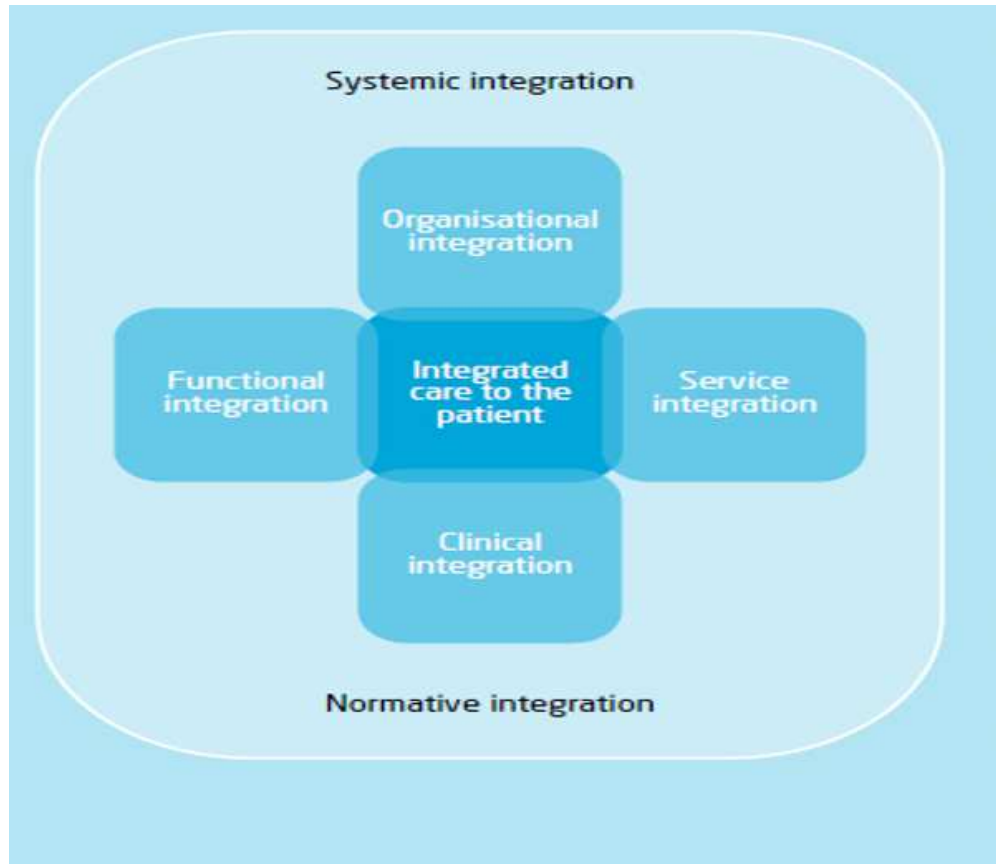 Systemic integration
Organisational
integration
Functional
integration
Integrated
care to the
patient
Service
integration
Clinical
integration
Normative integration